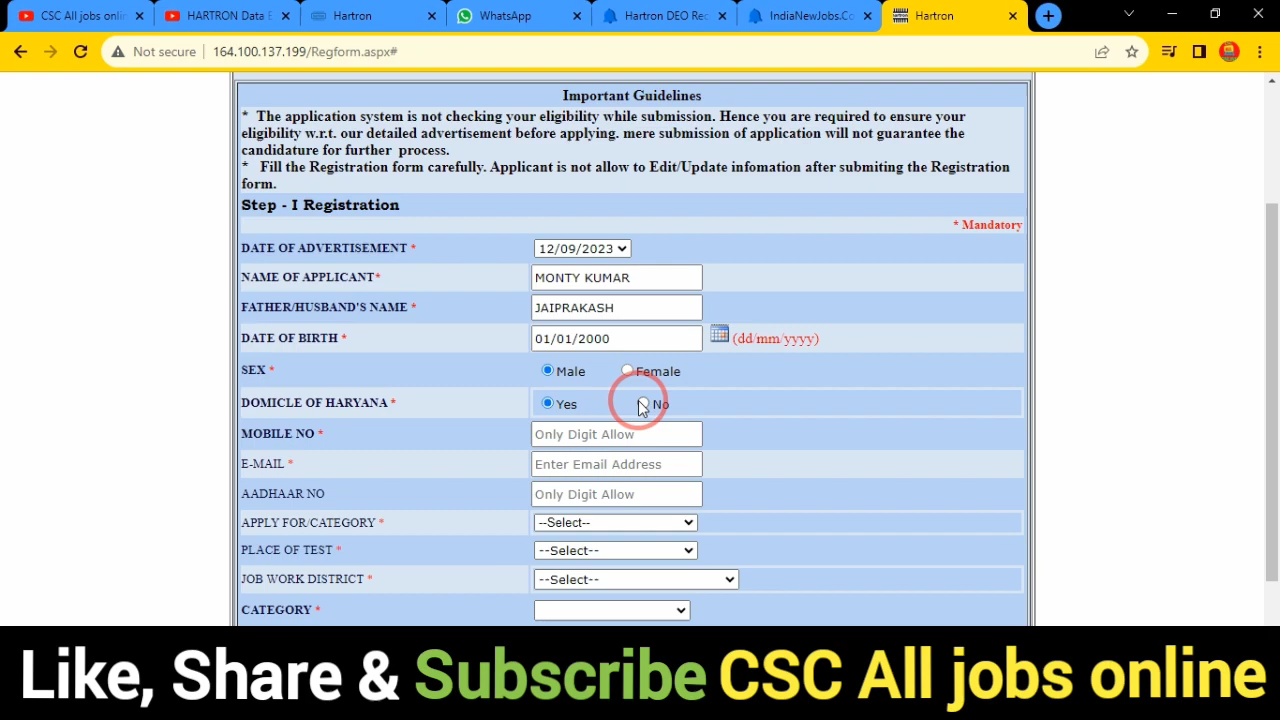 CSC All jobs onlin
HARTRON Data E
Hartron
WhatsApp
Hartron DEO Rec
IndiaNewJobs.Co
Hartron
Not secure
164.100.137.199/Regform.aspx#
Important Guidelines
* The application system is not checking your eligibility while submission. Hence you are required to ensure your
eligibility w.r.t. our detailed advertisement before applying. mere submission of application will not guarantee the
candidature for further process.
* Fill the Registration form carefully. Applicant is not allow to Edit/Update infomation after submiting the Registration
form.
Step - I Registration
* Mandatory
DATE OF ADVERTISEMENT * 12/09/2023
NAME OF APPLICANT* MONTY KUMAR
FATHER/HUSBAND'S NAME * JAIPRAKASH
DATE OF BIRTH * 01/01/2000 (dd/mm/yyyy)
SEX * Male Female
DOMICLE OF HARYANA * Yes No
MOBILE NO * Only Digit Allow
E-MAIL * Enter Email Address
AADHAAR NO Only Digit Allow
APPLY FOR/CATEGORY * --Select--
PLACE OF TEST * --Select--
JOB WORK DISTRICT * --Select--
CATEGORY *
Like, Share & Subscribe CSC All jobs online